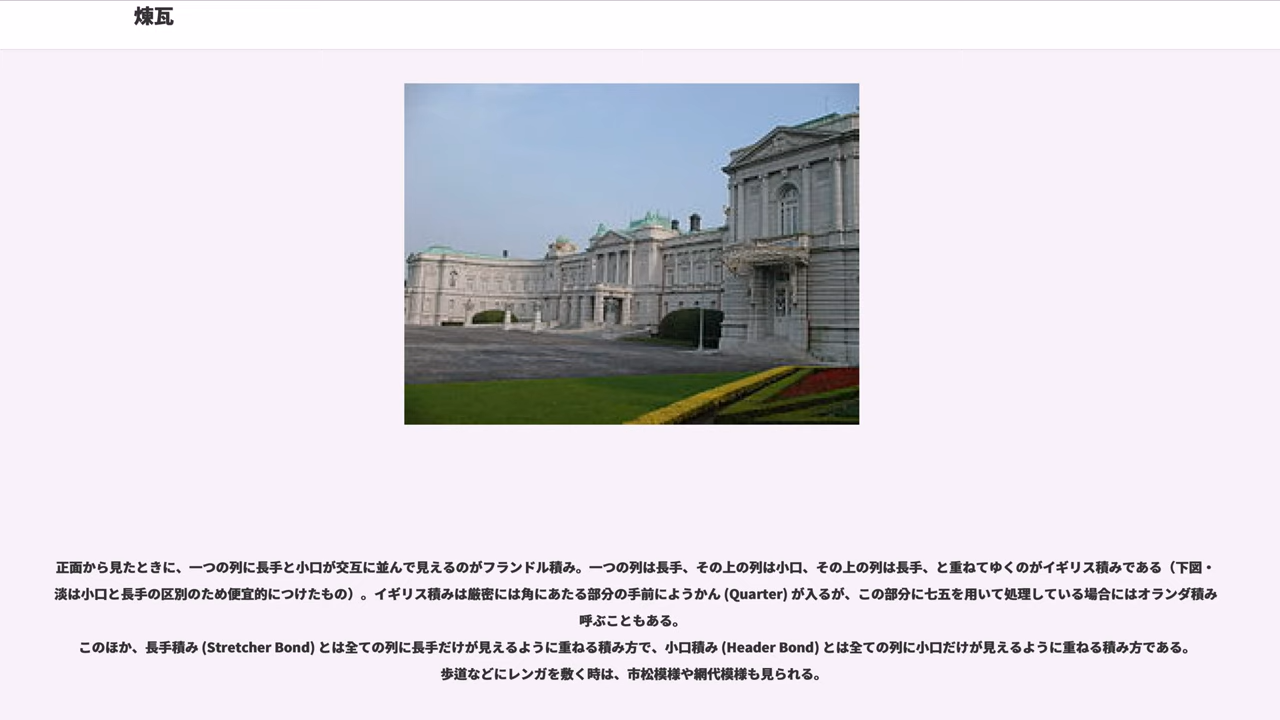 煉瓦
正面から見たときに、一つの列に長手と小口が交互に並んで見えるのがフランドル積み。一つの列は長手、その上の列は小口、その上の列は長手、と重ねてゆくのがイギリス積みである（下図・
淡は小口と長手の区別のため便宜的につけたもの）。イギリス積みは厳密には角にあたる部分の手前にようかん (Quarter) が入るが、この部分に七五を用いて処理している場合にはオランダ積み
呼ぶこともある。
このほか、長手積み (Stretcher Bond) とは全ての列に長手だけが見えるように重ねる積み方で、小口積み (Header Bond) とは全ての列に小口だけが見えるように重ねる積み方である。
歩道などにレンガを敷く時は、市松模様や網代模様も見られる。